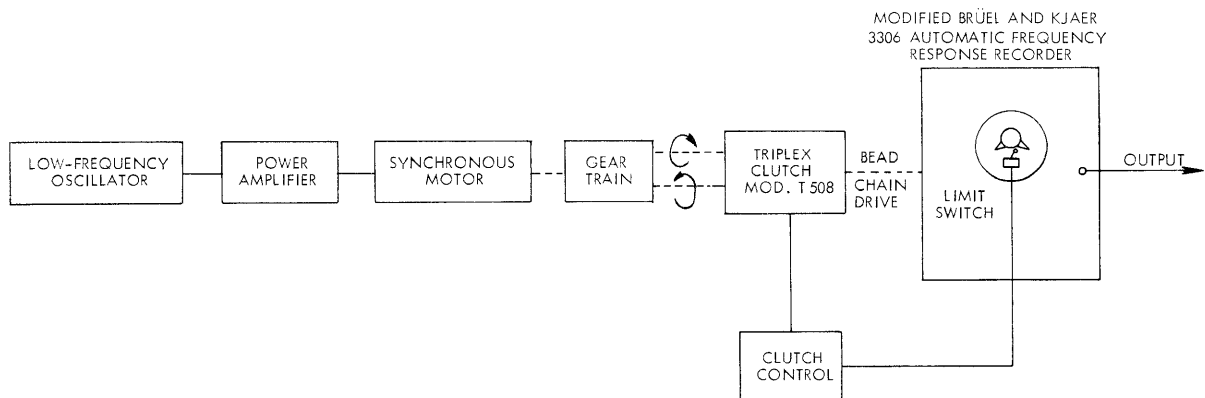 MODIFIED BRÜEL AND KJAER
3306 AUTOMATIC FREQUENCY
RESPONSE RECORDER
LOW-FREQUENCY
OSCILLATOR
POWER
AMPLIFIER
SYNCHRONOUS
MOTOR
GEAR
TRAIN
TRIPLEX
CLUTCH
MOD. T 508
BEAD
CHAIN
DRIVE
LIMIT
SWITCH
OUTPUT
CLUTCH
CONTROL